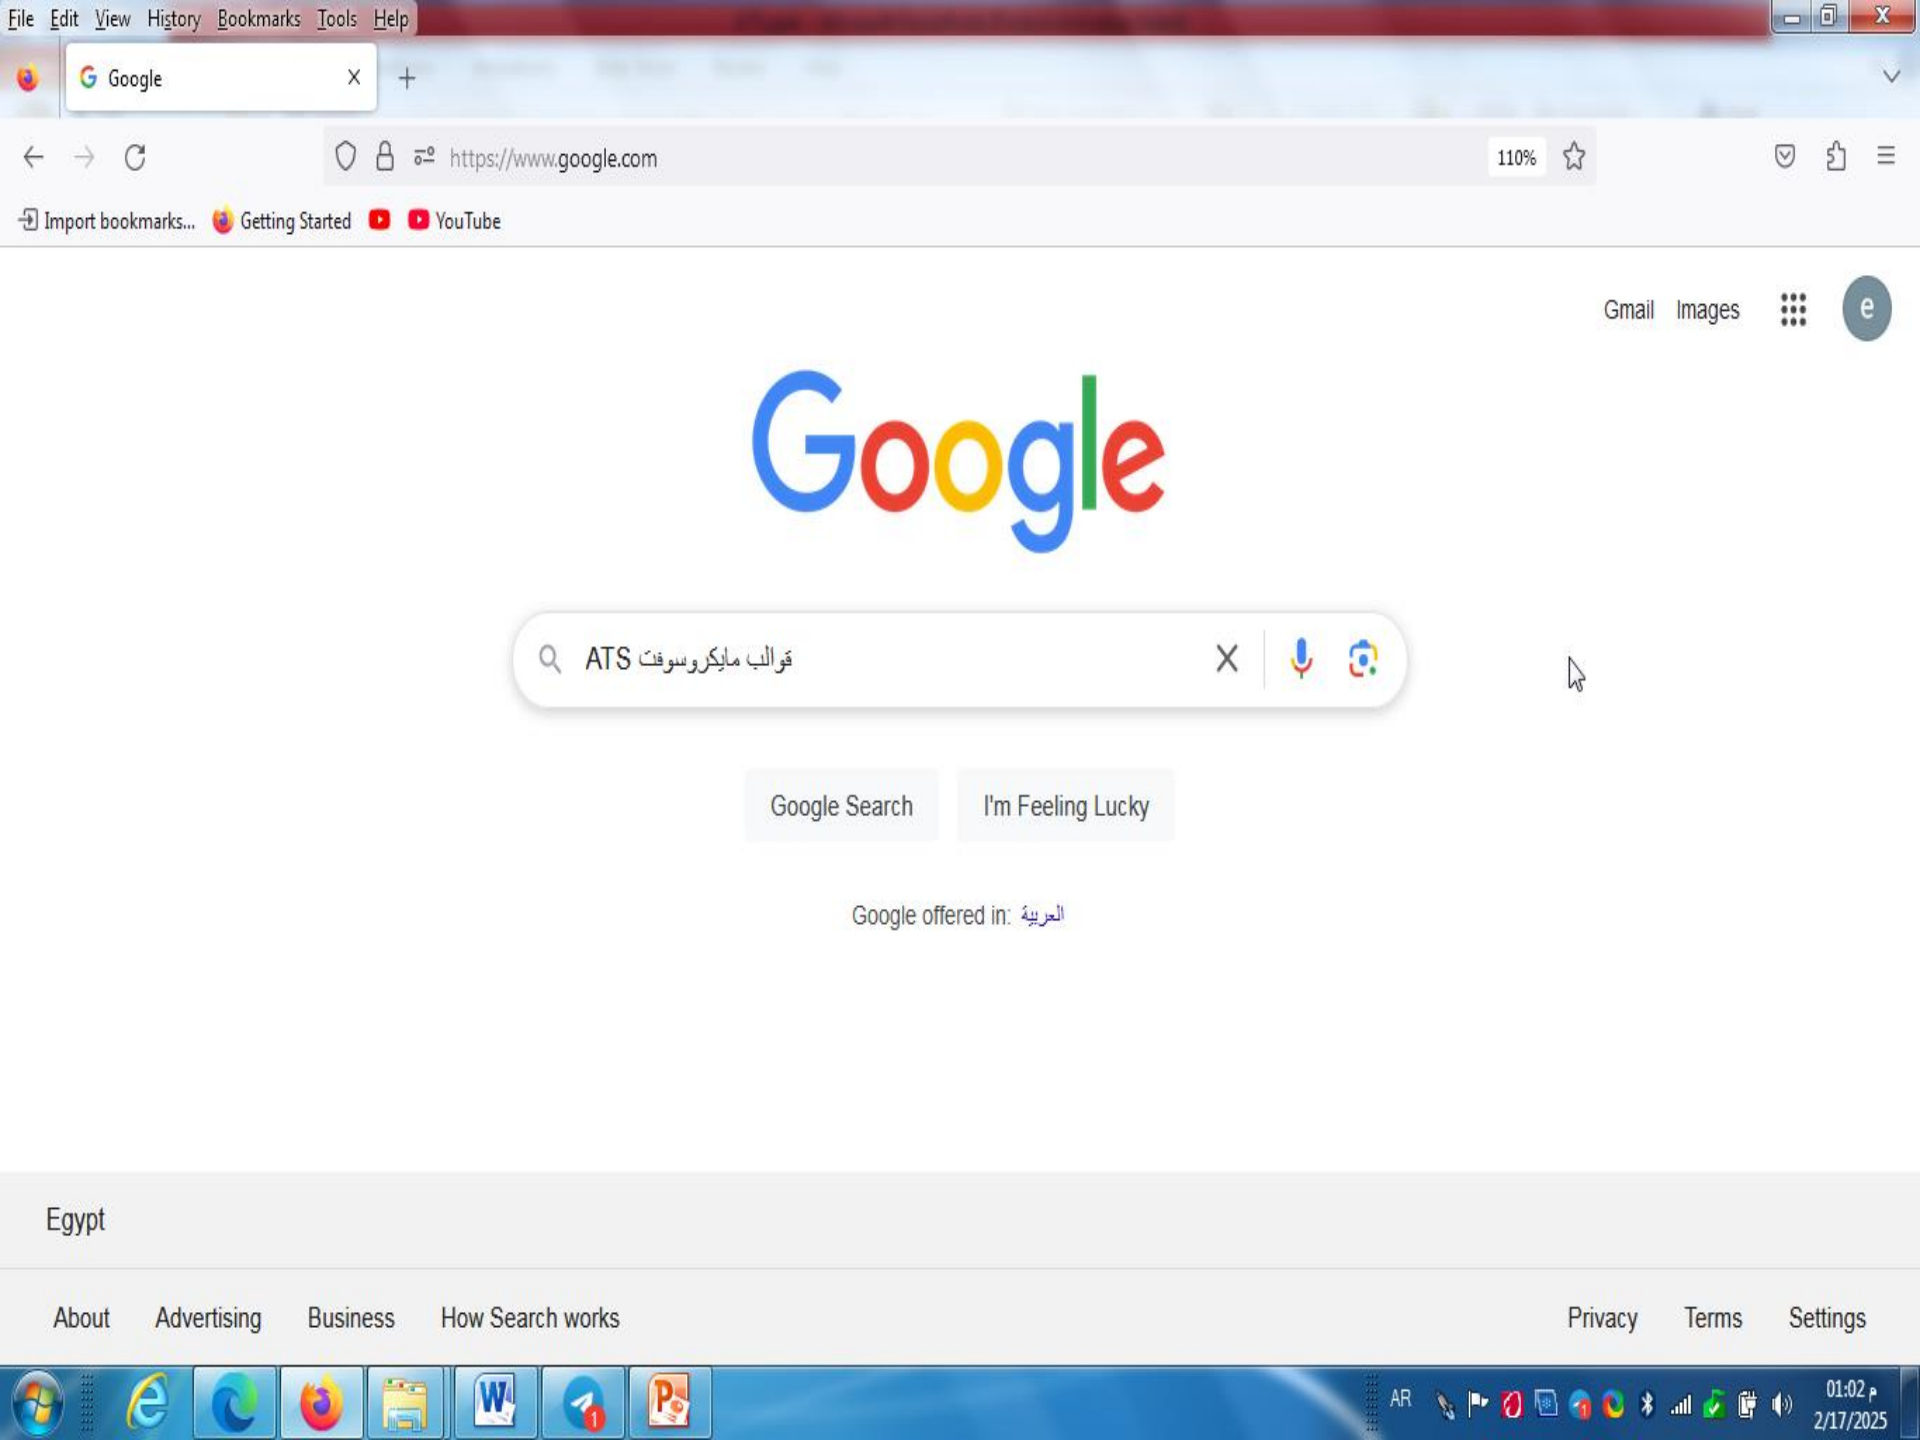 File Edit View History Bookmarks Tools Help
Google
https://www.google.com
110%
Import bookmarks... Getting Started YouTube
Gmail Images
e
Google
قوالب مايكروسوفت ATS
Google Search I'm Feeling Lucky
Google offered in: العربية
Egypt
About Advertising Business How Search works Privacy Terms Settings
AR
01:02 م
2/17/2025